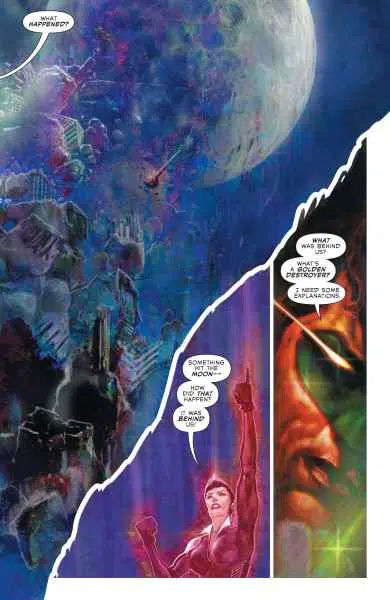 WHAT
HAPPENED?
SOMETHING
HIT THE
MOON--
HOW
DID THAT
HAPPEN?
IT WAS
BEHIND
US!
WHAT
WAS BEHIND
US?
WHAT'S
A GOLDEN
DESTROYER?
I NEED SOME
EXPLANATIONS.